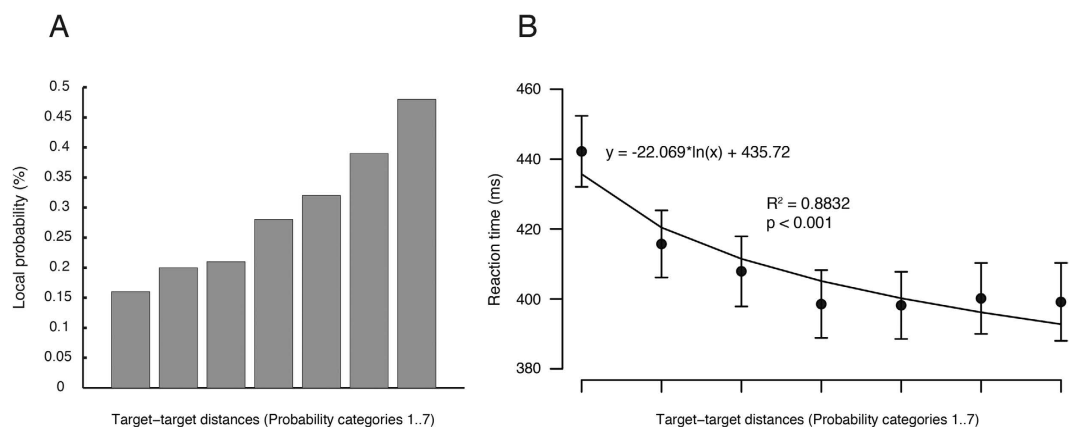 A
Local probability (%)
0.5
0.45
0.4
0.35
0.3
0.25
0.2
0.15
0.1
0.05
0
Target–target distances (Probability categories 1..7)
B
Reaction time (ms)
460
440
420
400
380
y = -22.069*ln(x) + 435.72
R² = 0.8832
p < 0.001
Target–target distances (Probability categories 1..7)